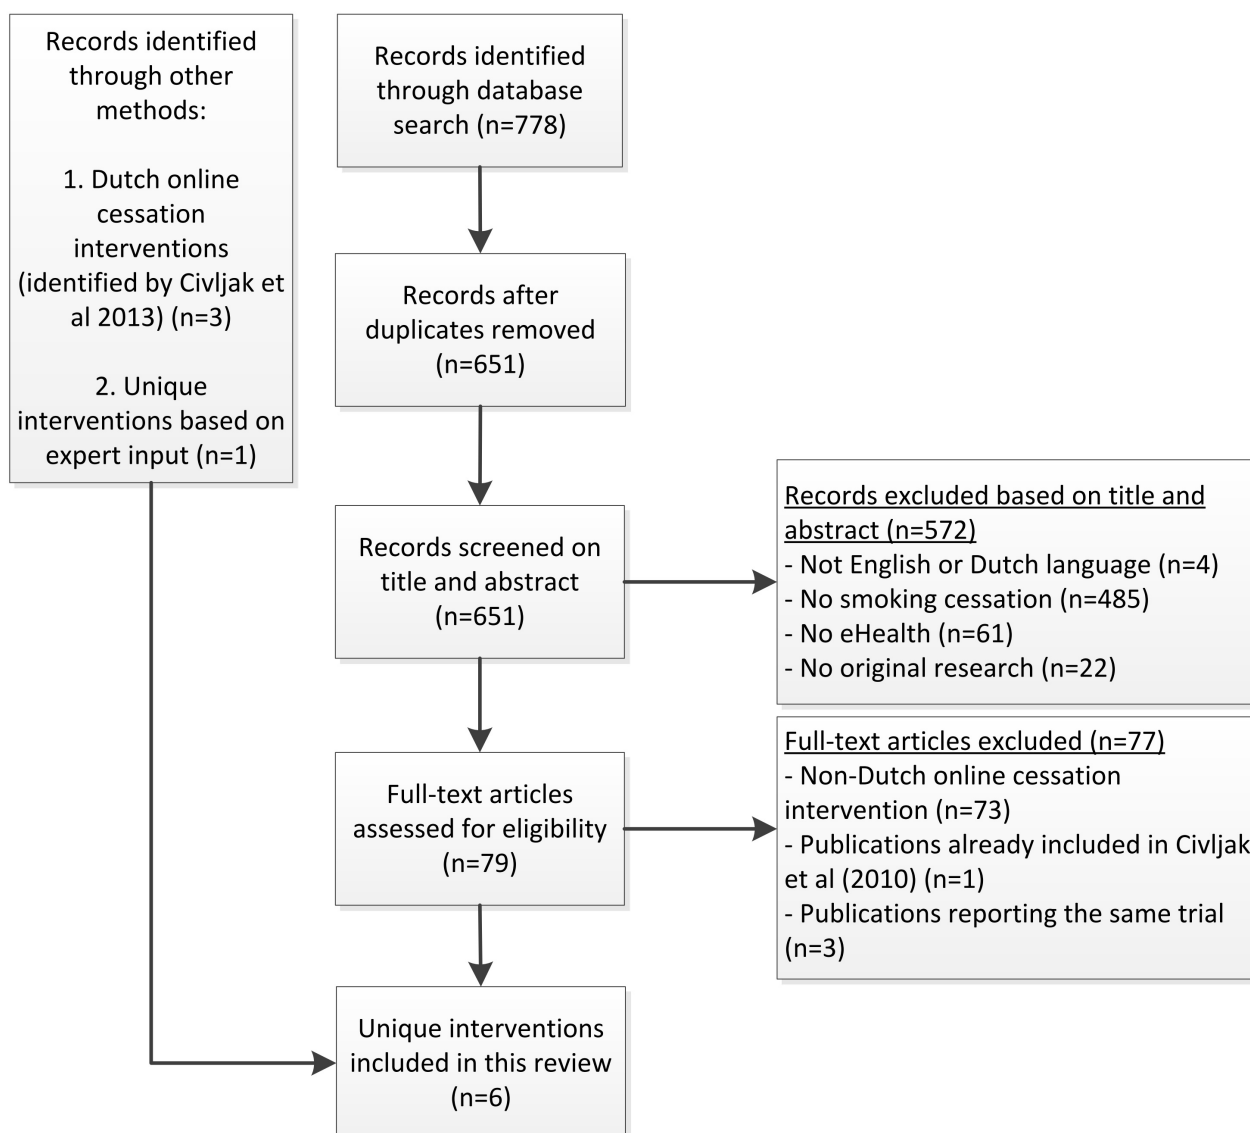 Records identified
through other
methods:
1. Dutch online
cessation
interventions
(identified by Civljak et
al 2013) (n=3)
2. Unique
interventions based on
expert input (n=1)
Records identified
through database
search (n=778)
Records after
duplicates removed
(n=651)
Records screened on
title and abstract
(n=651)
Records excluded based on title and
abstract (n=572)
- Not English or Dutch language (n=4)
- No smoking cessation (n=485)
- No eHealth (n=61)
- No original research (n=22)
Full-text articles
assessed for eligibility
(n=79)
Full-text articles excluded (n=77)
- Non-Dutch online cessation
intervention (n=73)
- Publications already included in Civljak
et al (2010) (n=1)
- Publications reporting the same trial
(n=3)
Unique interventions
included in this review
(n=6)